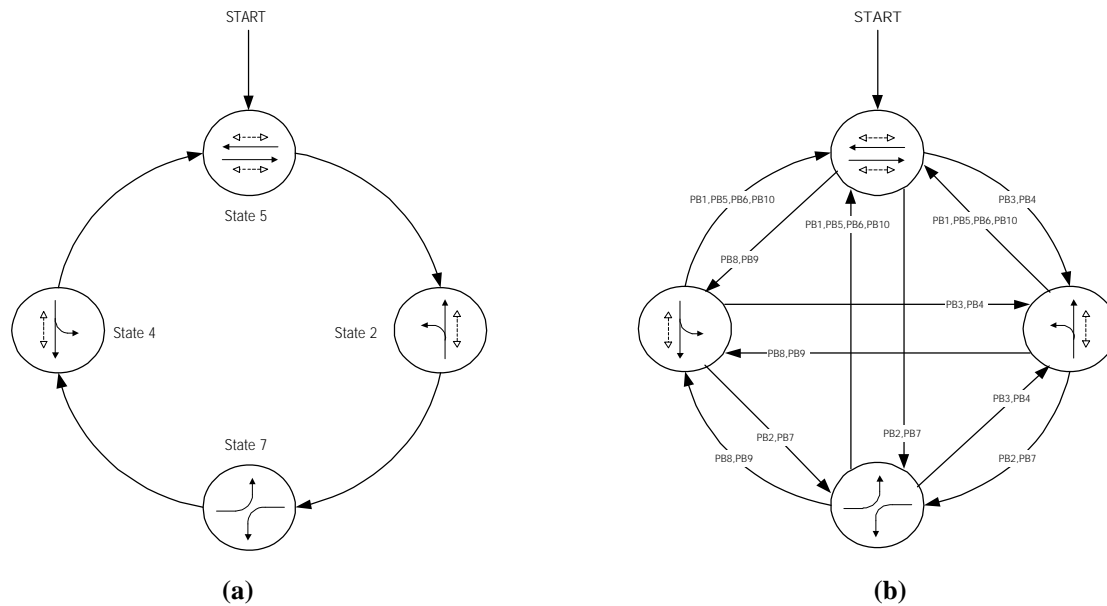 START
START
State 5
PB1,PB5,PB6,PB10
PB3,PB4
PB1,PB5,PB6,PB10
PB1,PB5,PB6,PB10
PB8,PB9
State 4
State 2
PB3,PB4
PB8,PB9
PB3,PB4
State 7
PB2,PB7
PB2,PB7
PB8,PB9
PB2,PB7
(a)
(b)